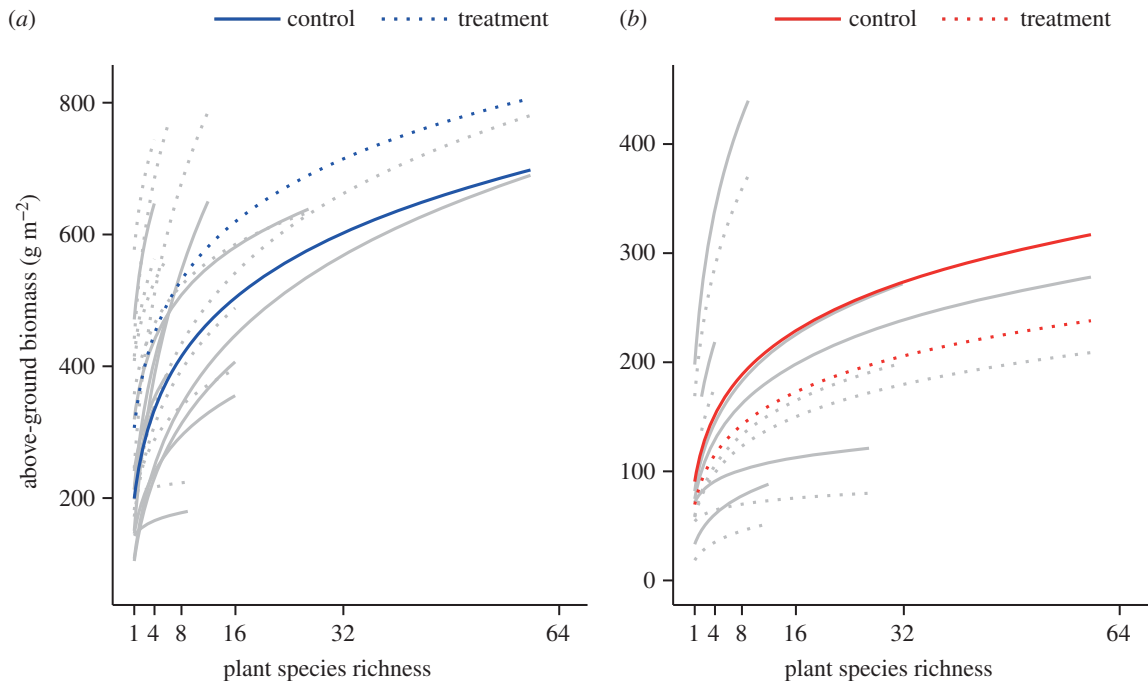 (a) control treatment
800
600
400
200
above-ground biomass (g m−2)
1 4 8 16 32 64
plant species richness
(b) control treatment
400
300
200
100
0
1 4 8 16 32 64
plant species richness